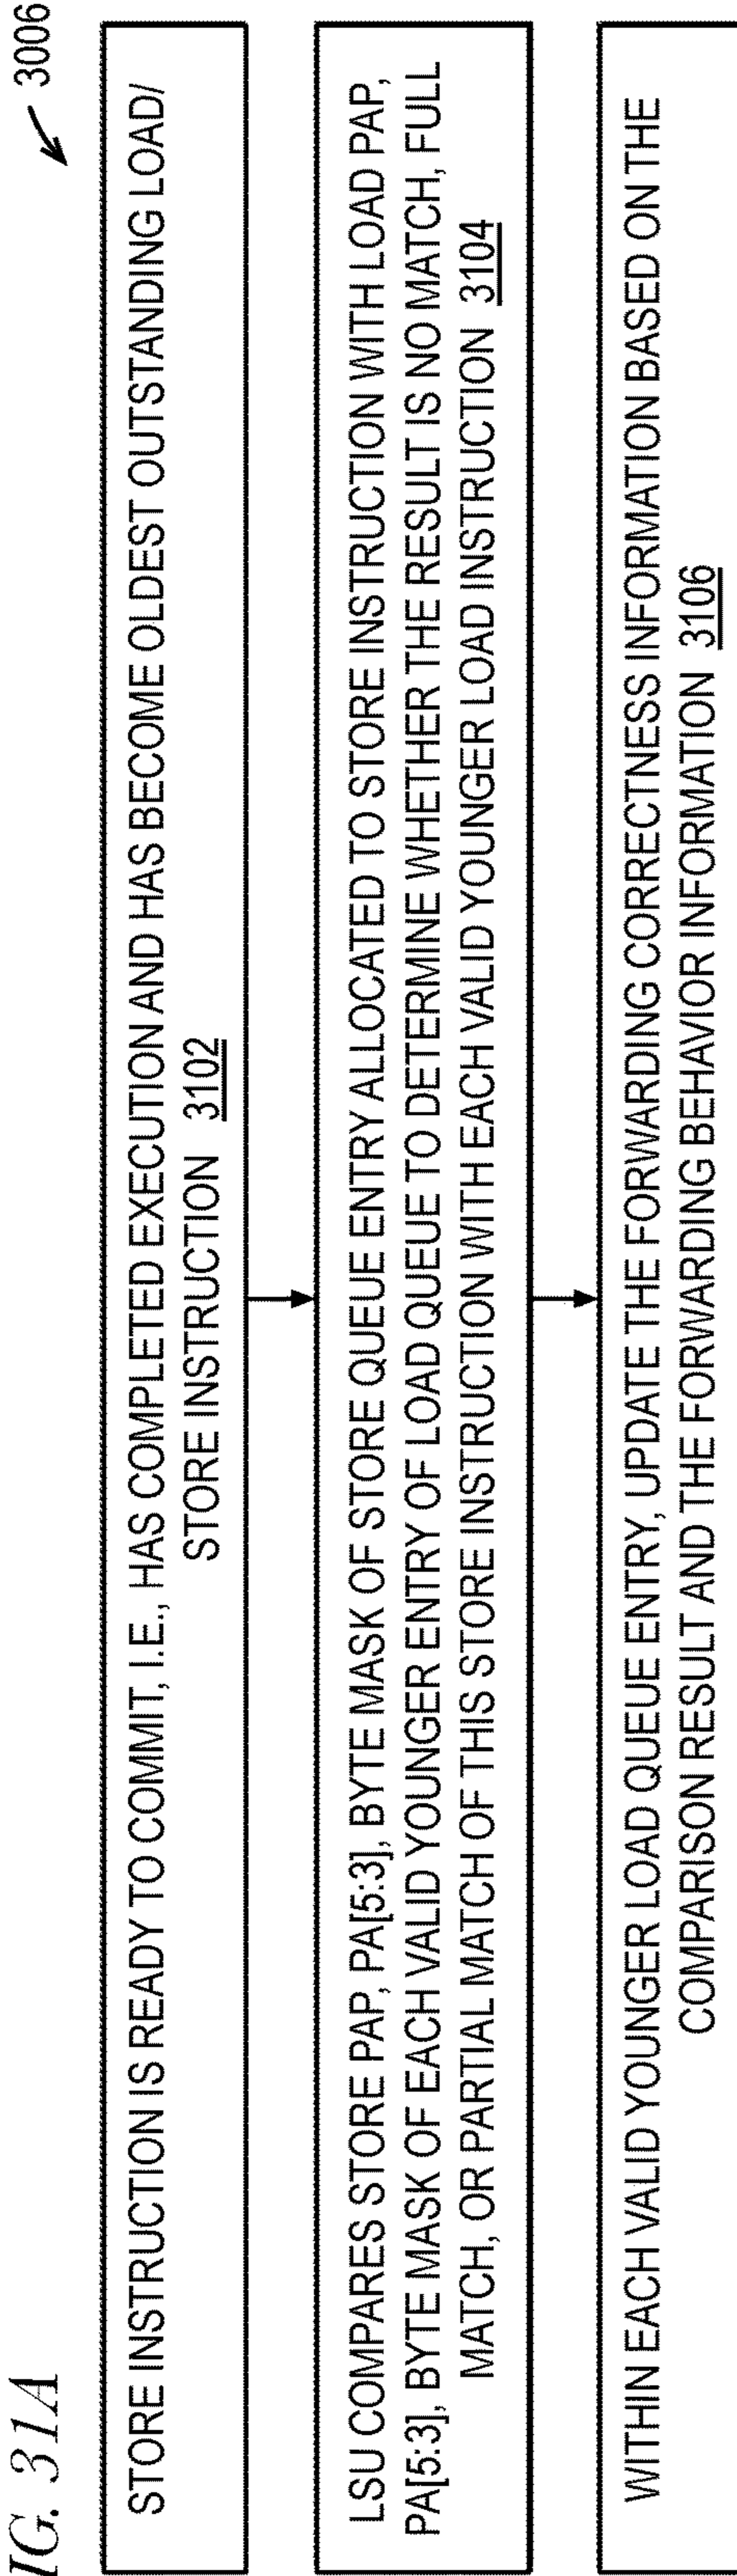 IG. 31A
3006
STORE INSTRUCTION IS READY TO COMMIT, I.E., HAS COMPLETED EXECUTION AND HAS BECOME OLDEST OUTSTANDING LOAD/
STORE INSTRUCTION 3102
LSU COMPARES STORE PAP, PA[5:3], BYTE MASK OF STORE QUEUE ENTRY ALLOCATED TO STORE INSTRUCTION WITH LOAD PAP,
PA[5:3], BYTE MASK OF EACH VALID YOUNGER ENTRY OF LOAD QUEUE TO DETERMINE WHETHER THE RESULT IS NO MATCH, FULL
MATCH, OR PARTIAL MATCH OF THIS STORE INSTRUCTION WITH EACH VALID YOUNGER LOAD INSTRUCTION 3104
WITHIN EACH VALID YOUNGER LOAD QUEUE ENTRY, UPDATE THE FORWARDING CORRECTNESS INFORMATION BASED ON THE
COMPARISON RESULT AND THE FORWARDING BEHAVIOR INFORMATION 3106